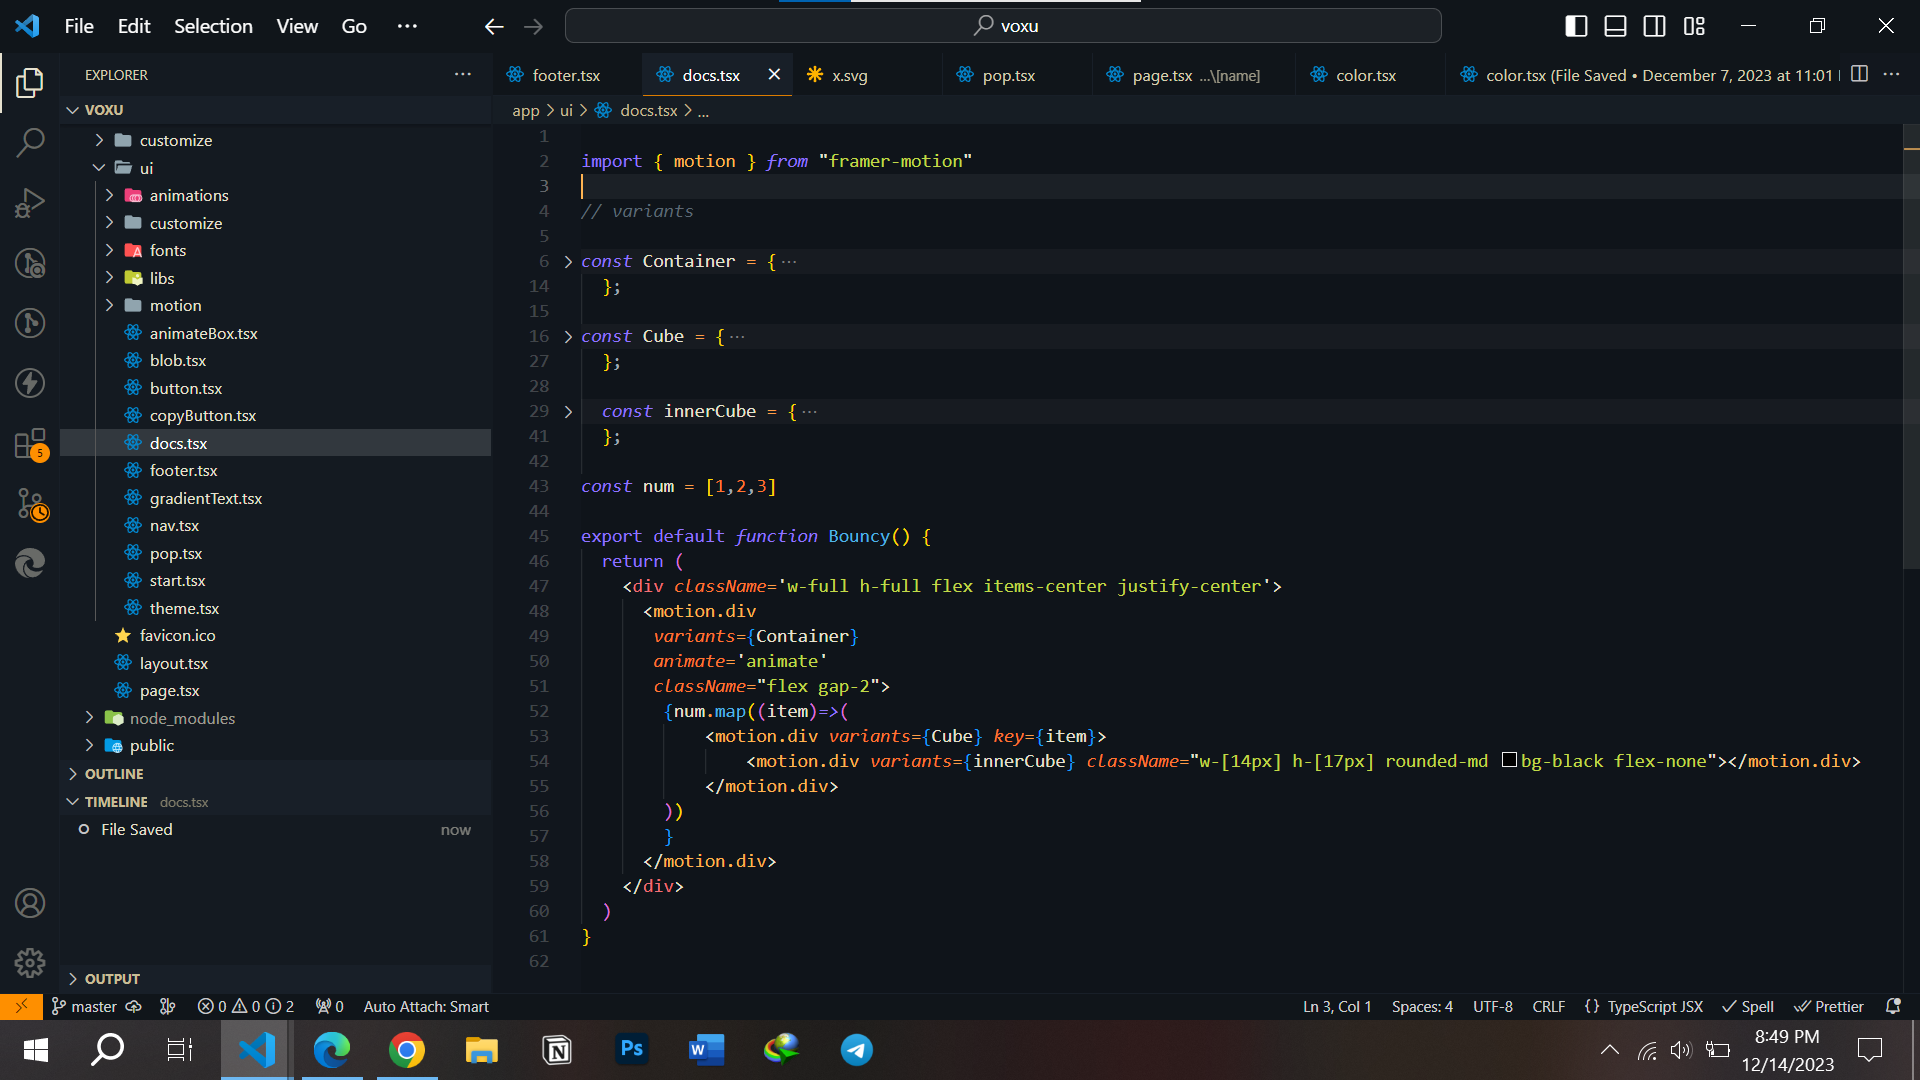 File Edit Selection View Go ···
voxu
EXPLORER ···
footer.tsx
docs.tsx
x.svg
pop.tsx
page.tsx ...\[name]
color.tsx
color.tsx (File Saved • December 7, 2023 at 11:01
VOXU
customize
ui
animations
customize
fonts
libs
motion
animateBox.tsx
blob.tsx
button.tsx
copyButton.tsx
docs.tsx
footer.tsx
gradientText.tsx
nav.tsx
pop.tsx
start.tsx
theme.tsx
favicon.ico
layout.tsx
page.tsx
node_modules
public
OUTLINE
TIMELINE docs.tsx
File Saved now
OUTPUT
5
app > ui > docs.tsx > ...
1
2 import { motion } from "framer-motion"
3
4 // variants
5
6 const Container = { ···
14 };
15
16 const Cube = { ···
27 };
28
29 const innerCube = { ···
41 };
42
43 const num = [1,2,3]
44
45 export default function Bouncy() {
46 return (
47 <div className='w-full h-full flex items-center justify-center'>
48 <motion.div
49 variants={Container}
50 animate='animate'
51 className="flex gap-2">
52 {num.map((item)=>(
53 <motion.div variants={Cube} key={item}>
54 <motion.div variants={innerCube} className="w-[14px] h-[17px] rounded-md bg-black flex-none"></motion.div>
55 </motion.div>
56 ))
57 }
58 </motion.div>
59 </div>
60 )
61 }
62
master 0 0 2 0 Auto Attach: Smart
Ln 3, Col 1 Spaces: 4 UTF-8 CRLF {} TypeScript JSX Spell Prettier
Ps
W
N
8:49 PM
12/14/2023